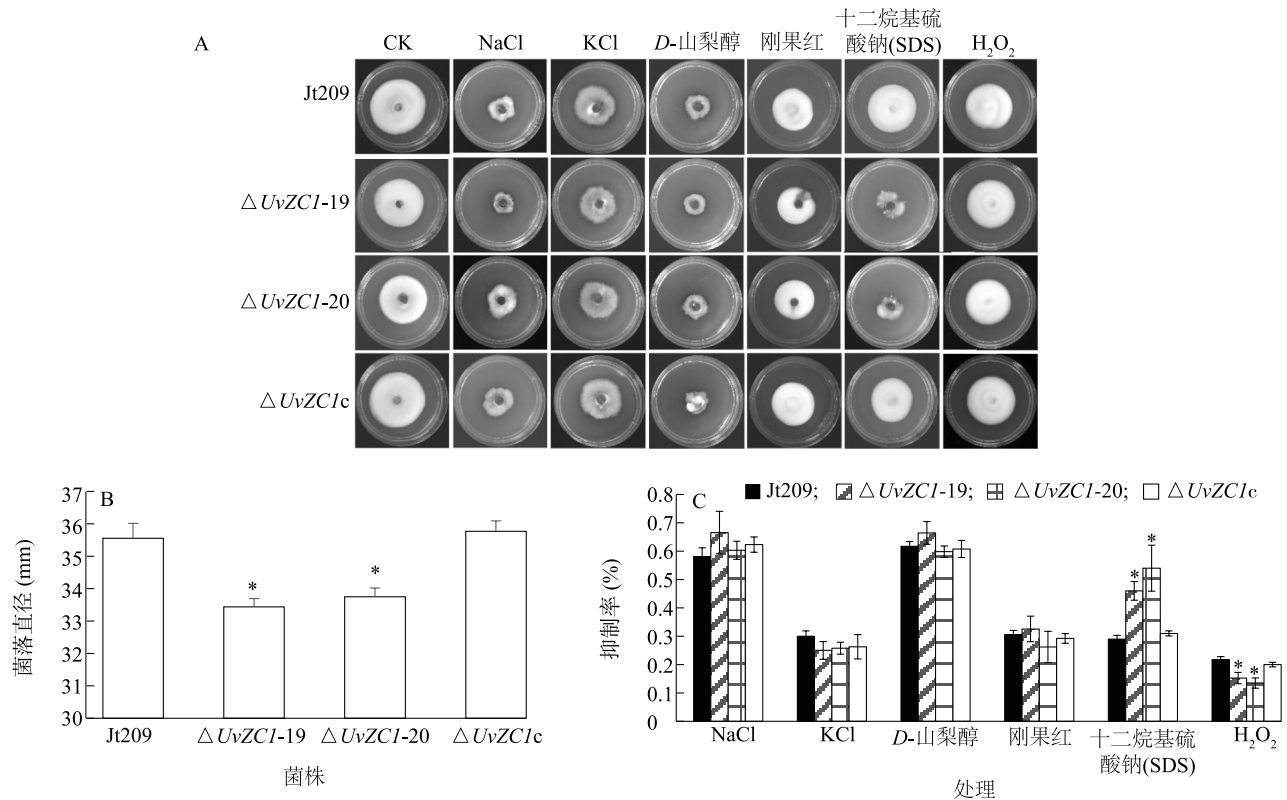 A
CK NaCl KCl D-山梨醇 刚果红 十二烷基硫
酸钠(SDS) H₂O₂
Jt209
△UvZC1-19
△UvZC1-20
△UvZC1c
B
37
36
35
34
33
32
31
30
菌落直径 (mm)
* *
Jt209 △UvZC1-19 △UvZC1-20 △UvZC1c
菌株
C
Jt209; △UvZC1-19; △UvZC1-20; △UvZC1c
0.8
0.7
0.6
0.5
0.4
0.3
0.2
0.1
0
抑制率 (%)
* *
* *
NaCl KCl D-山梨醇 刚果红 十二烷基硫
酸钠(SDS) H₂O₂
处理